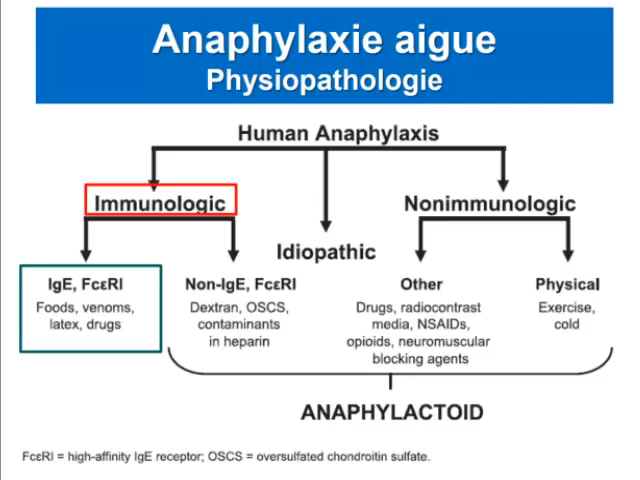 Anaphylaxie aigue
Physiopathologie
Human Anaphylaxis
Immunologic
Nonimmunologic
Idiopathic
IgE, FcεRI
Foods, venoms,
latex, drugs
Non-IgE, FcεRI
Dextran, OSCS,
contaminants
in heparin
Other
Drugs, radiocontrast
media, NSAIDs,
opioids, neuromuscular
blocking agents
Physical
Exercise,
cold
ANAPHYLACTOID
FcεRI = high-affinity IgE receptor; OSCS = oversulfated chondroitin sulfate.